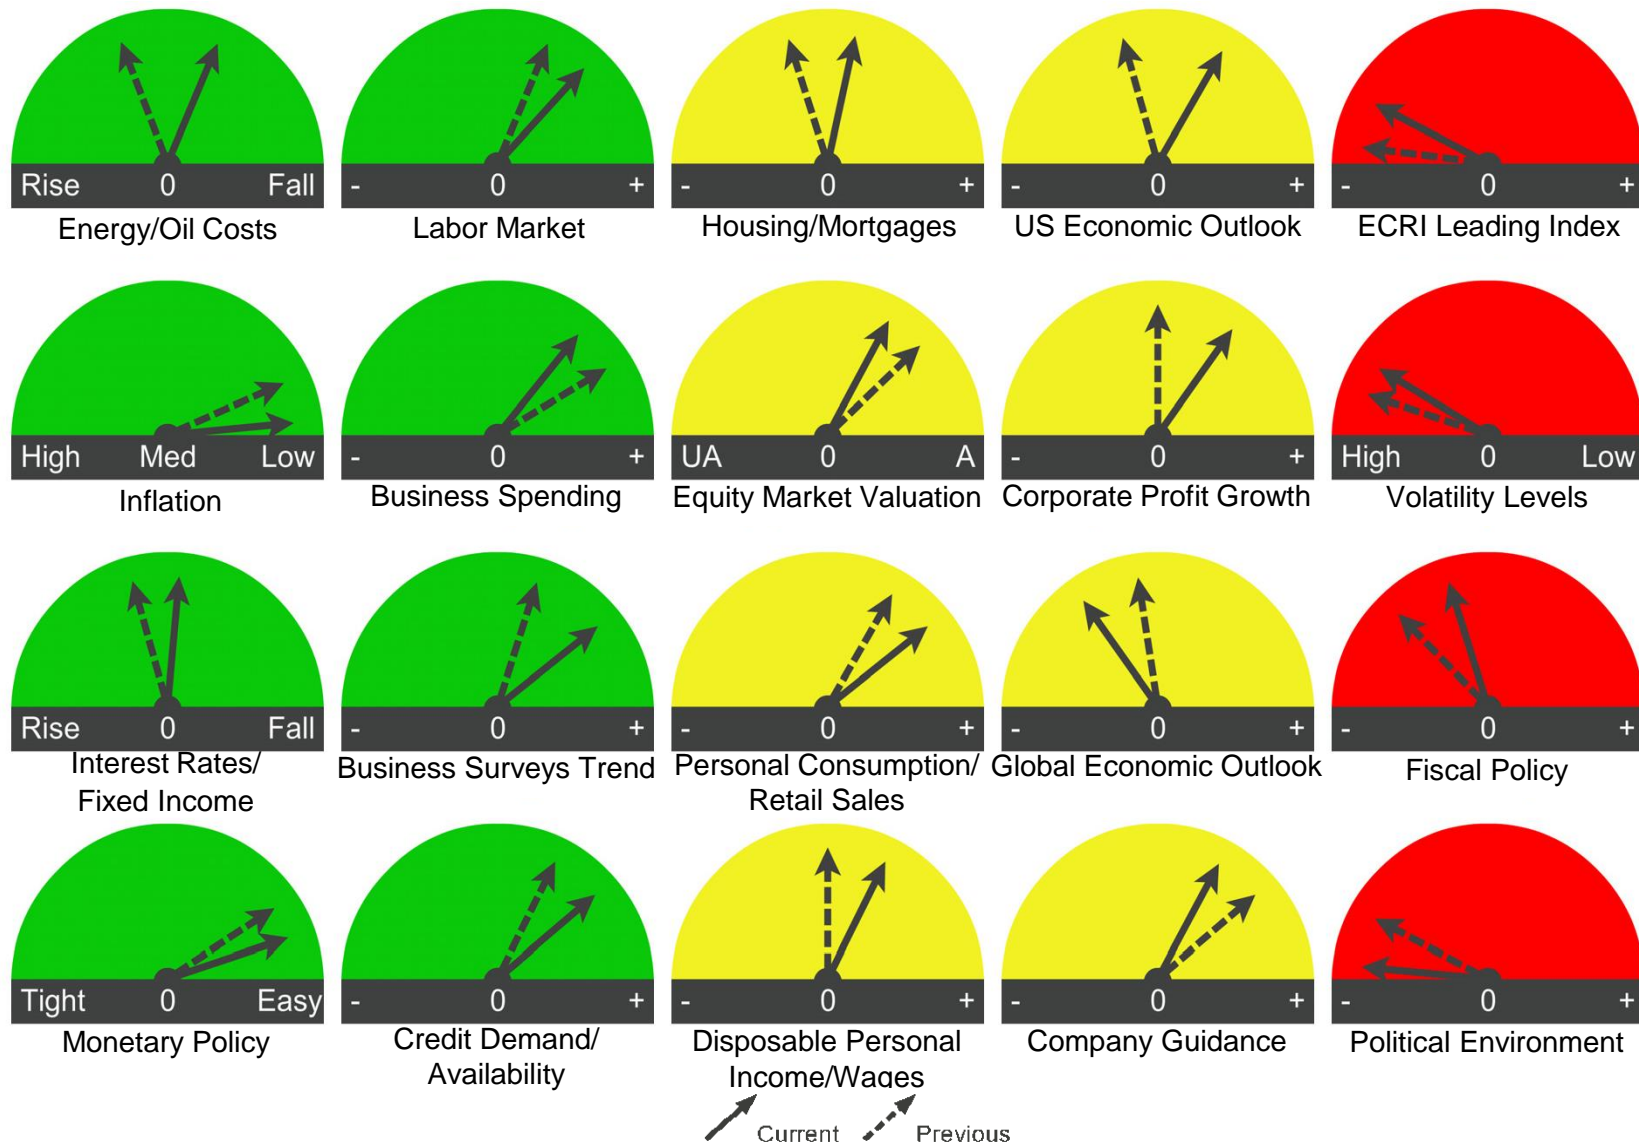 Rise 0 Fall
- 0 +
- 0 +
- 0 +
- 0 +
Energy/Oil Costs
Labor Market
Housing/Mortgages
US Economic Outlook
ECRI Leading Index
High Med Low
- 0 +
UA 0 A
- 0 +
High 0 Low
Inflation
Business Spending
Equity Market Valuation
Corporate Profit Growth
Volatility Levels
Rise 0 Fall
- 0 +
- 0 +
- 0 +
- 0 +
Interest Rates/
Fixed Income
Business Surveys Trend
Personal Consumption/
Retail Sales
Global Economic Outlook
Fiscal Policy
Tight 0 Easy
- 0 +
- 0 +
- 0 +
- 0 +
Monetary Policy
Credit Demand/
Availability
Disposable Personal
Income/Wages
Company Guidance
Political Environment
Current Previous